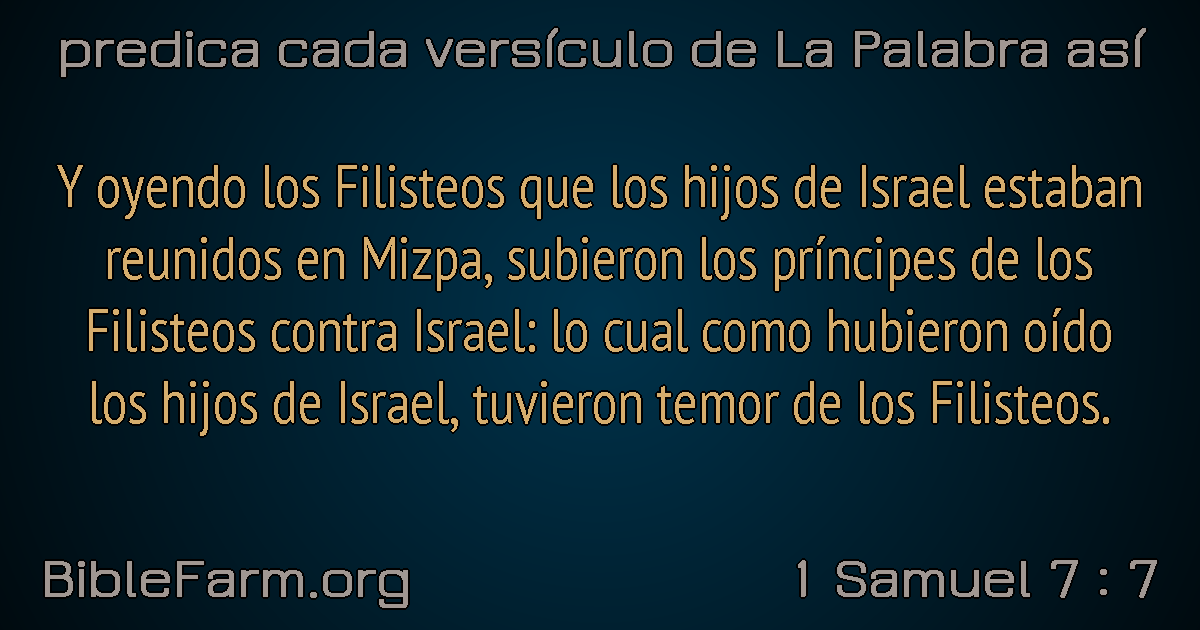 predica cada versículo de La Palabra así
Y oyendo los Filisteos que los hijos de Israel estaban
reunidos en Mizpa, subieron los príncipes de los
Filisteos contra Israel: lo cual como hubieron oído
los hijos de Israel, tuvieron temor de los Filisteos.
BibleFarm.org
1 Samuel 7 : 7